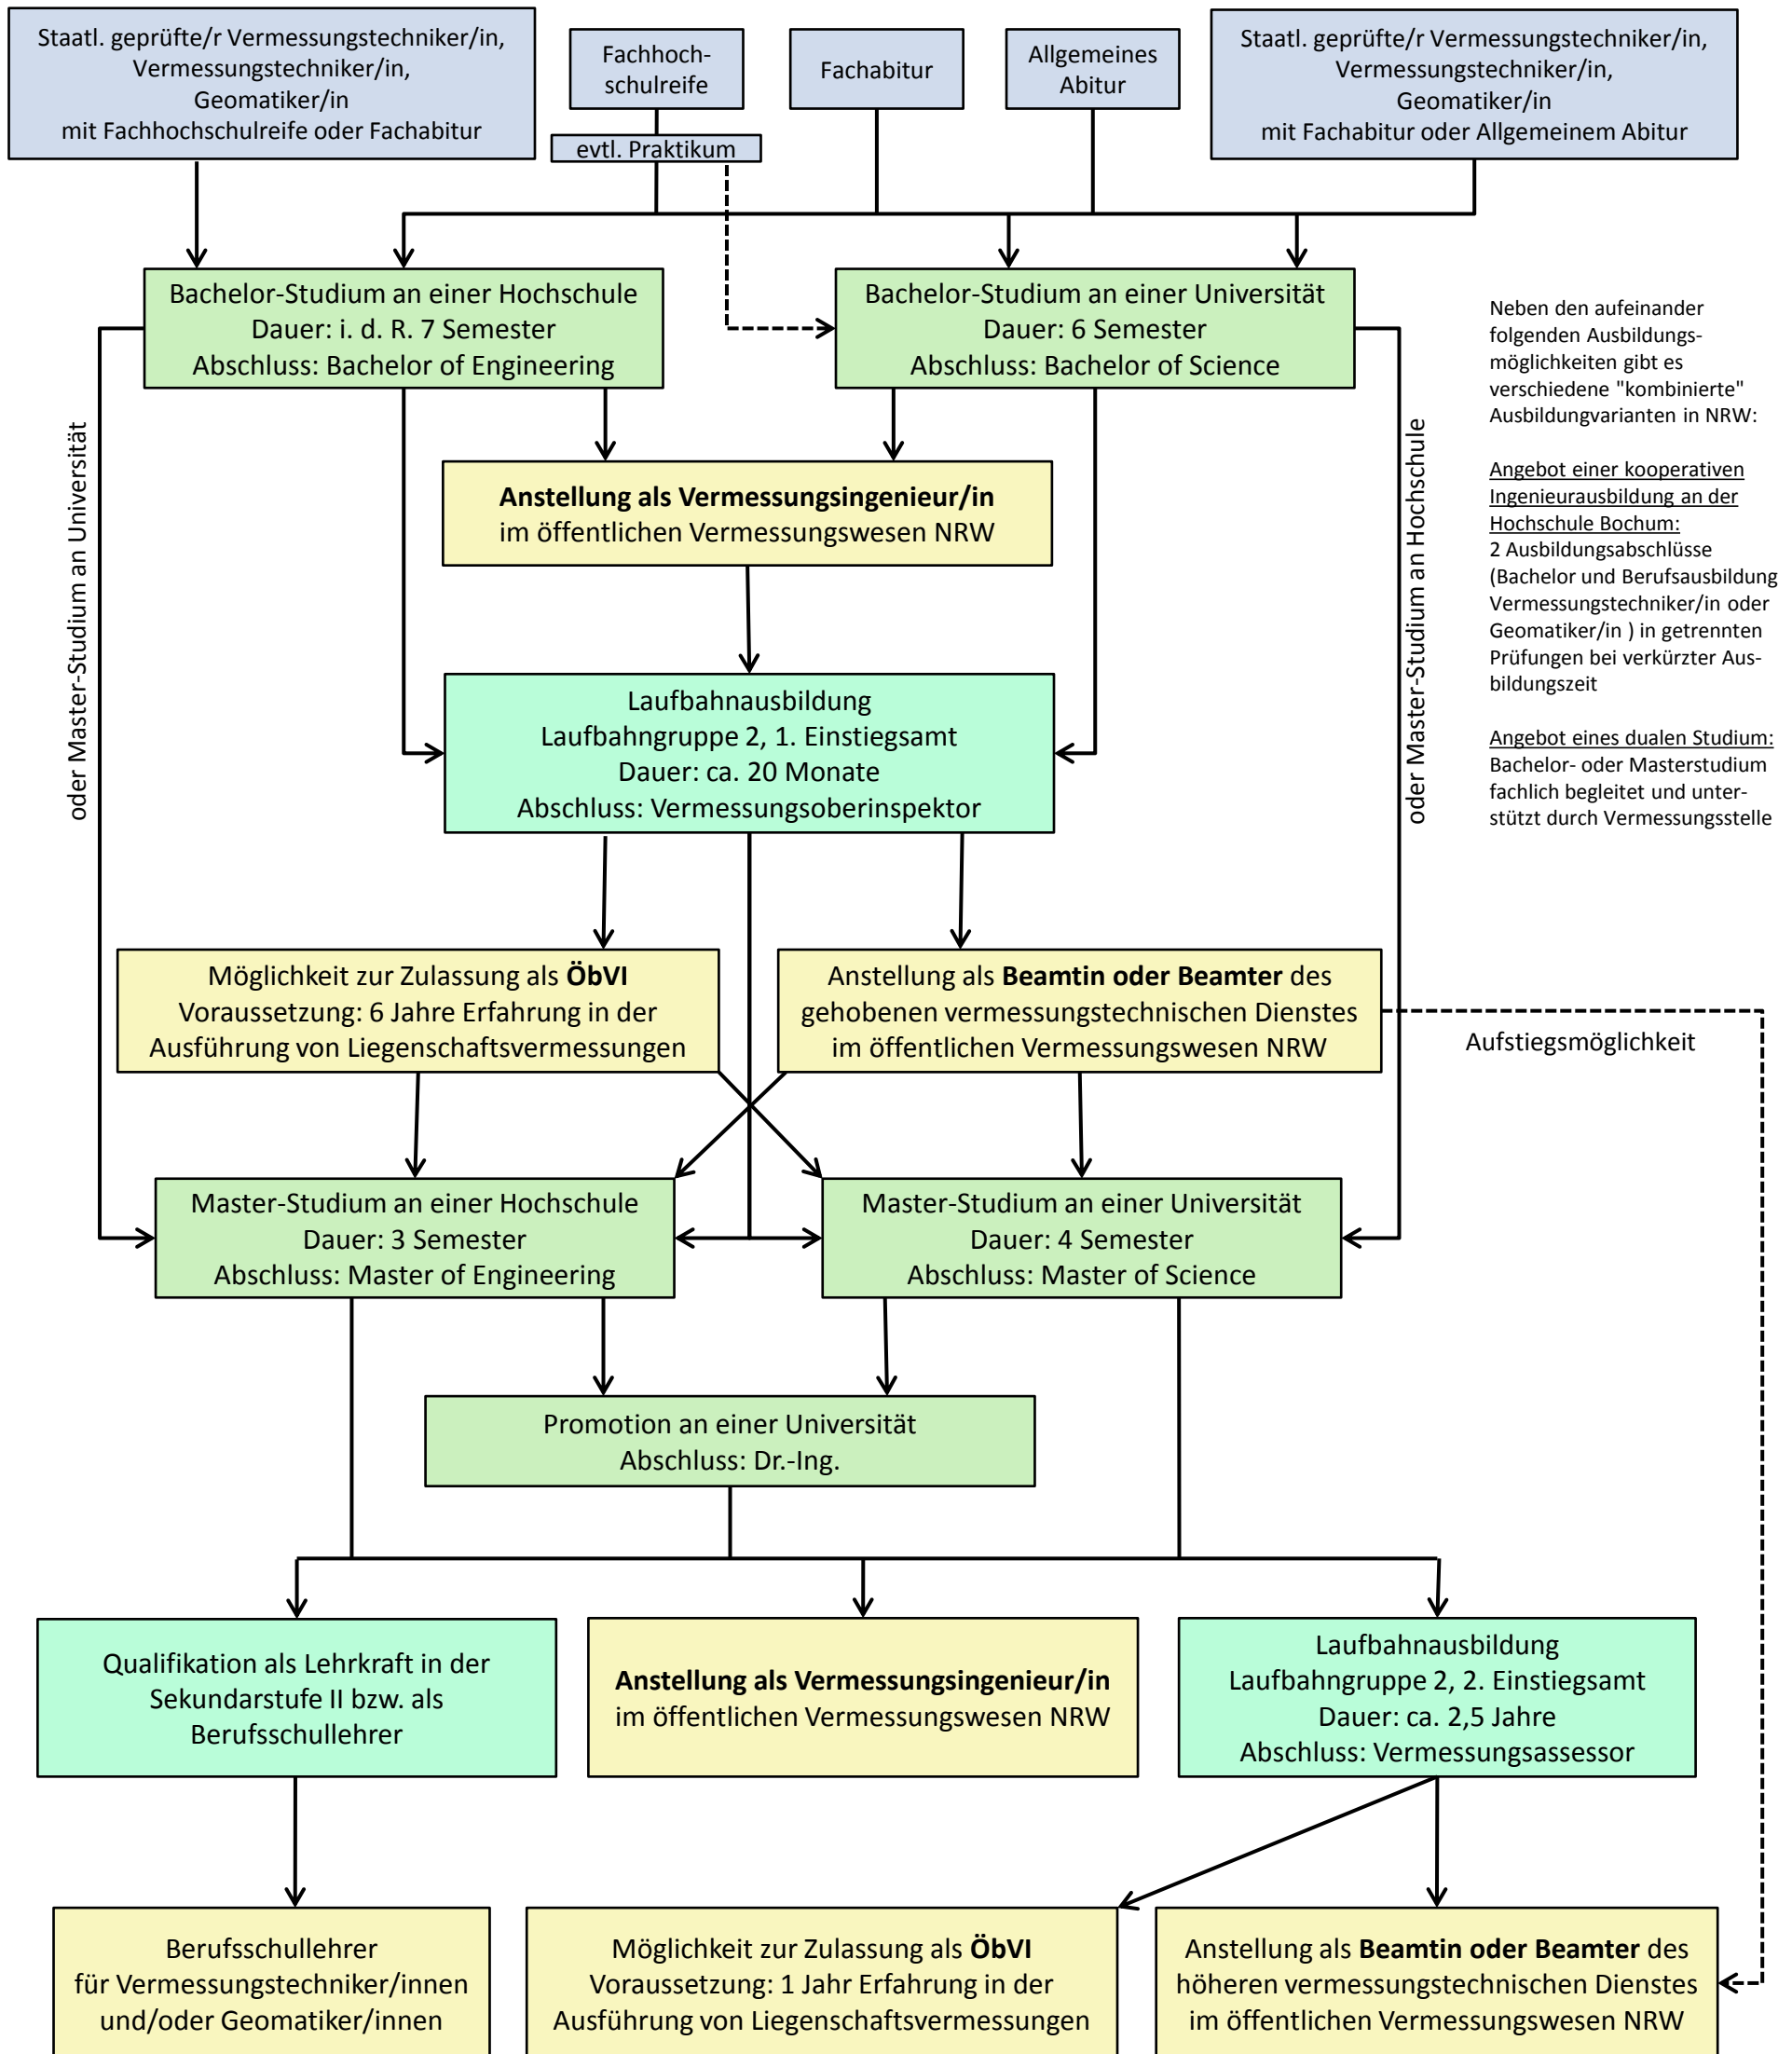 Staatl. geprüfte/r Vermessungstechniker/in,
Vermessungstechniker/in,
Geomatiker/in
mit Fachhochschulreife oder Fachabitur
Fachhoch-
schulreife
evtl. Praktikum
Fachabitur
Allgemeines
Abitur
Staatl. geprüfte/r Vermessungstechniker/in,
Vermessungstechniker/in,
Geomatiker/in
mit Fachabitur oder Allgemeinem Abitur
Bachelor-Studium an einer Hochschule
Dauer: i. d. R. 7 Semester
Abschluss: Bachelor of Engineering
Bachelor-Studium an einer Universität
Dauer: 6 Semester
Abschluss: Bachelor of Science
Neben den aufeinander
folgenden Ausbildungs-
möglichkeiten gibt es
verschiedene "kombinierte"
Ausbildungvarianten in NRW:
Angebot einer kooperativen
Ingenieurausbildung an der
Hochschule Bochum:
2 Ausbildungsabschlüsse
(Bachelor und Berufsausbildung
Vermessungstechniker/in oder
Geomatiker/in ) in getrennten
Prüfungen bei verkürzter Aus-
bildungszeit
Angebot eines dualen Studium:
Bachelor- oder Masterstudium
fachlich begleitet und unter-
stützt durch Vermessungsstelle
oder Master-Studium an Universität
oder Master-Studium an Hochschule
Anstellung als Vermessungsingenieur/in
im öffentlichen Vermessungswesen NRW
Laufbahnausbildung
Laufbahngruppe 2, 1. Einstiegsamt
Dauer: ca. 20 Monate
Abschluss: Vermessungsoberinspektor
Möglichkeit zur Zulassung als ÖbVI
Voraussetzung: 6 Jahre Erfahrung in der
Ausführung von Liegenschaftsvermessungen
Anstellung als Beamtin oder Beamter des
gehobenen vermessungstechnischen Dienstes
im öffentlichen Vermessungswesen NRW
Aufstiegsmöglichkeit
Master-Studium an einer Hochschule
Dauer: 3 Semester
Abschluss: Master of Engineering
Master-Studium an einer Universität
Dauer: 4 Semester
Abschluss: Master of Science
Promotion an einer Universität
Abschluss: Dr.-Ing.
Qualifikation als Lehrkraft in der
Sekundarstufe II bzw. als
Berufsschullehrer
Anstellung als Vermessungsingenieur/in
im öffentlichen Vermessungswesen NRW
Laufbahnausbildung
Laufbahngruppe 2, 2. Einstiegsamt
Dauer: ca. 2,5 Jahre
Abschluss: Vermessungsassessor
Berufsschullehrer
für Vermessungstechniker/innen
und/oder Geomatiker/innen
Möglichkeit zur Zulassung als ÖbVI
Voraussetzung: 1 Jahr Erfahrung in der
Ausführung von Liegenschaftsvermessungen
Anstellung als Beamtin oder Beamter des
höheren vermessungstechnischen Dienstes
im öffentlichen Vermessungswesen NRW